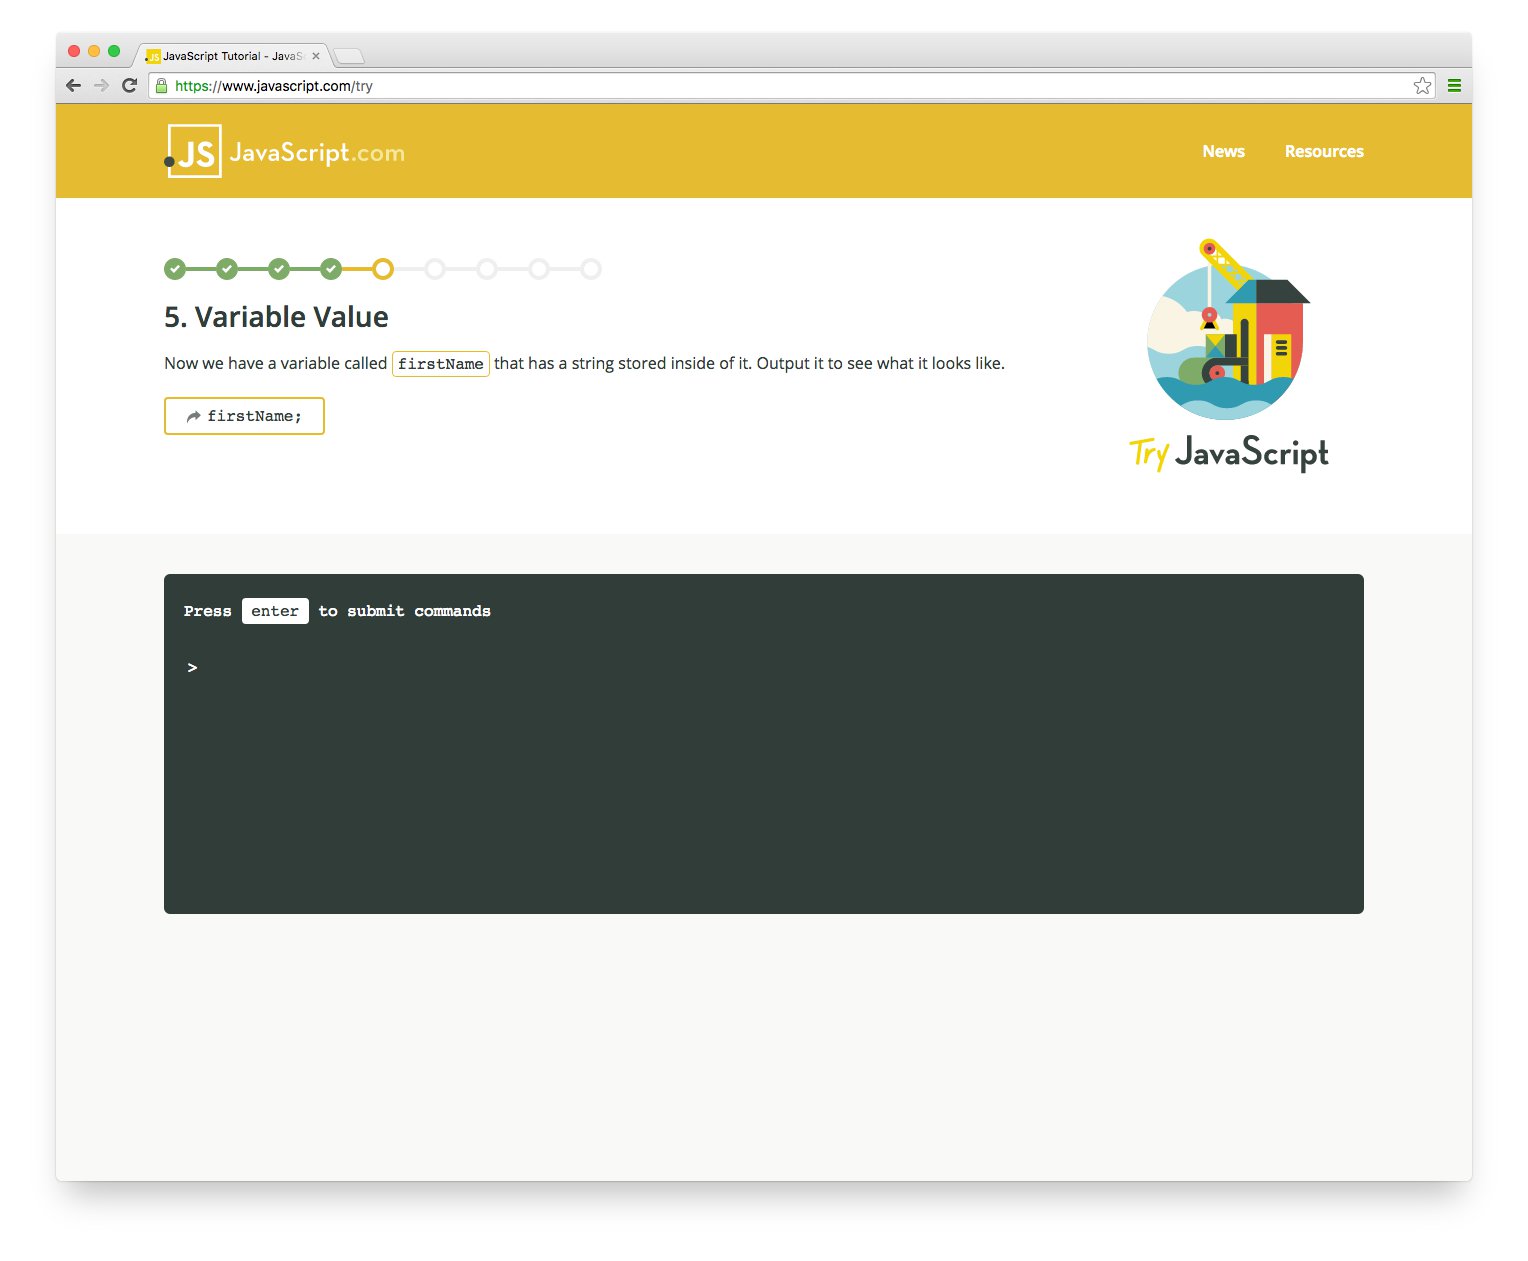 JavaScript Tutorial - JavaSc
https://www.javascript.com/try
.JS JavaScript.com
News
Resources
5. Variable Value
Now we have a variable called firstName that has a string stored inside of it. Output it to see what it looks like.
firstName;
Try JavaScript
Press enter to submit commands
>